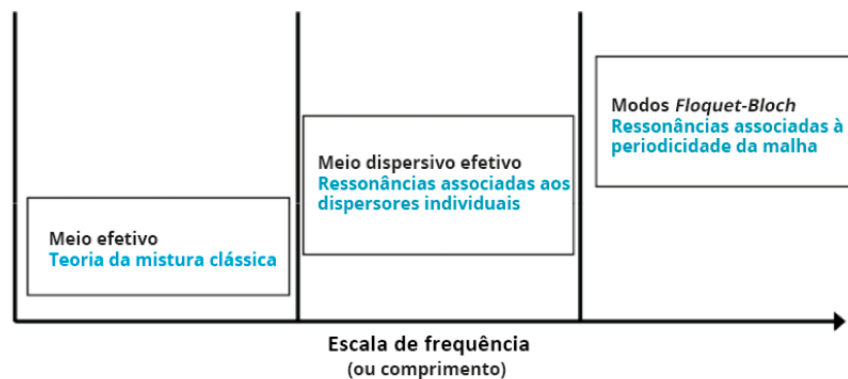 Meio efetivo
Teoria da mistura clássica
Meio dispersivo efetivo
Ressonâncias associadas aos
dispersores individuais
Modos Floquet-Bloch
Ressonâncias associadas à
periodicidade da malha
Escala de frequência
(ou comprimento)